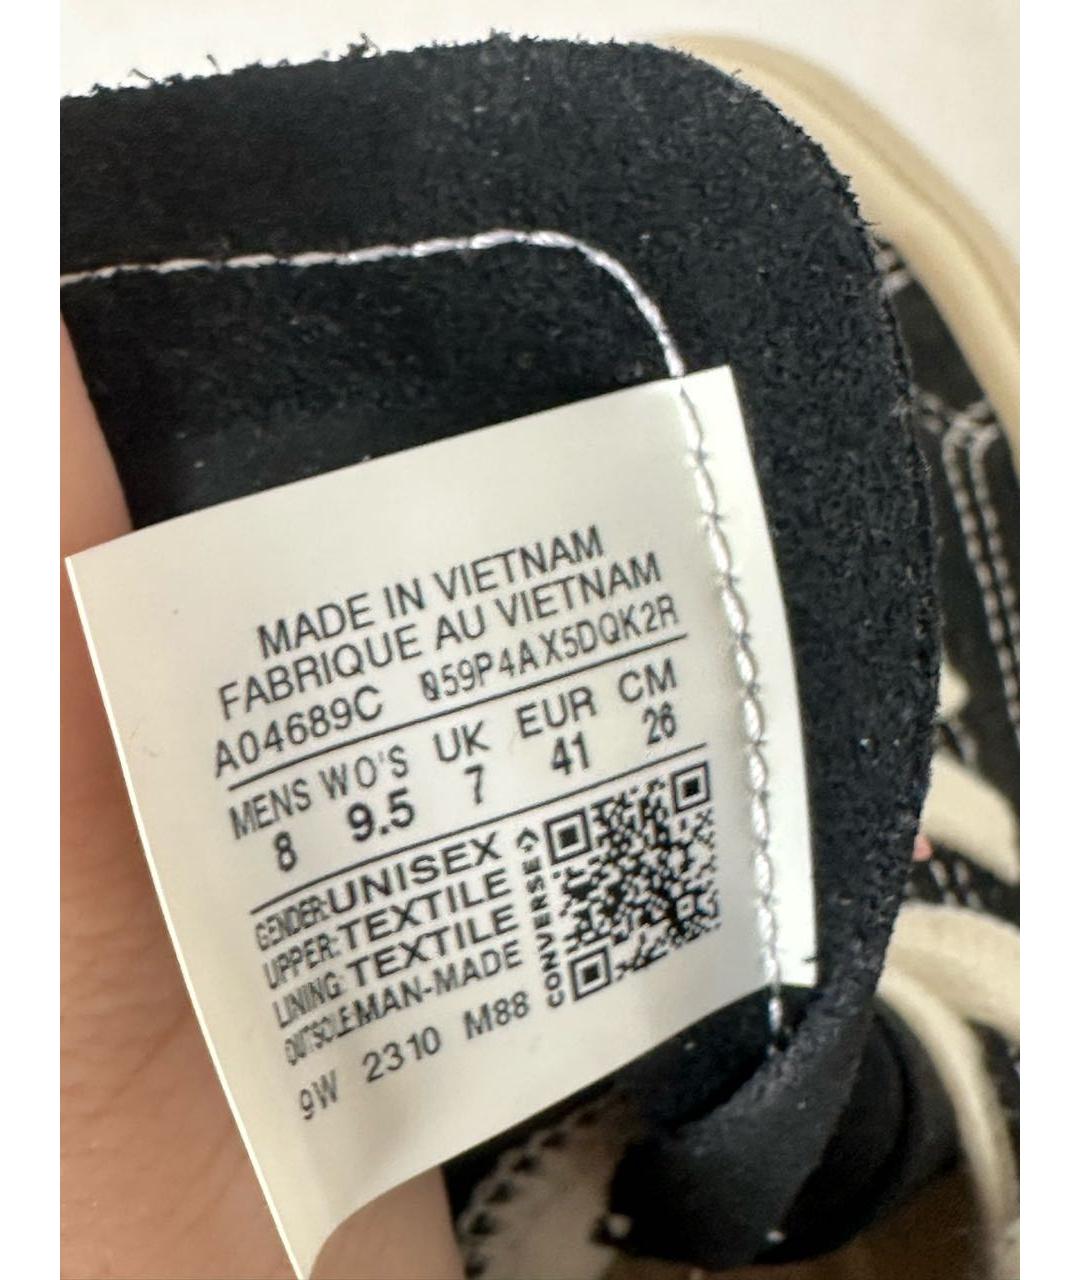 MADE IN VIETNAM
FABRIQUE AU VIETNAM
A04689C Q59P4AX5DQK2R
MENS WO'S UK EUR CM
8 9.5 7 41 26
GENDER:UNISEX
UPPER:TEXTILE
LINING:TEXTILE
OUTSOLE:MAN-MADE
CONVERSE
9W 2310 M88